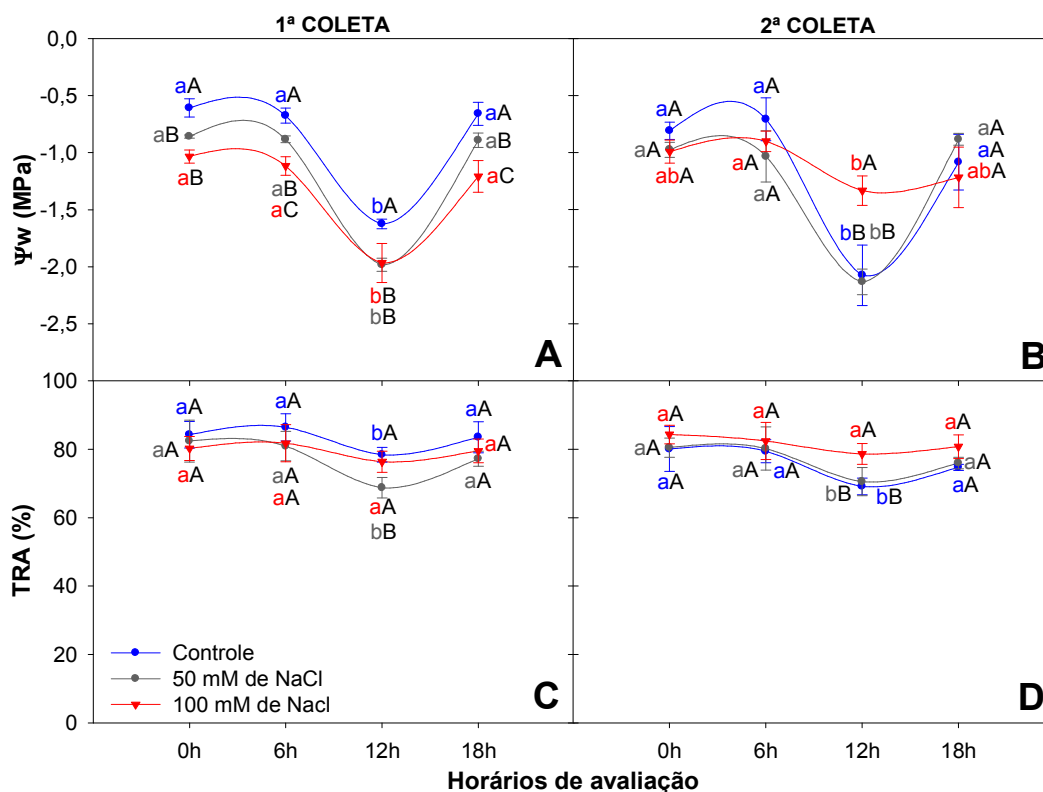 1ª COLETA
2ª COLETA
0,0
-0,5
-1,0
-1,5
-2,0
-2,5
Ψw (MPa)
aA
aA
aA
aB
aB
aB
aB
aC
aC
bA
bB
bB
A
aA
aA
aA
aA
aA
aA
abA
aA
bA
abA
bB bB
B
100
80
60
40
20
0
TRA (%)
aA
aA
aA
bA
aA
aA
aA
aA
aA
aA
aA
bB
Controle
50 mM de NaCl
100 mM de Nacl
C
aA
aA
aA
aA
aA
aA
aA
aA
aA
aA
bB
bB
D
0h
6h
12h
18h
0h
6h
12h
18h
Horários de avaliação